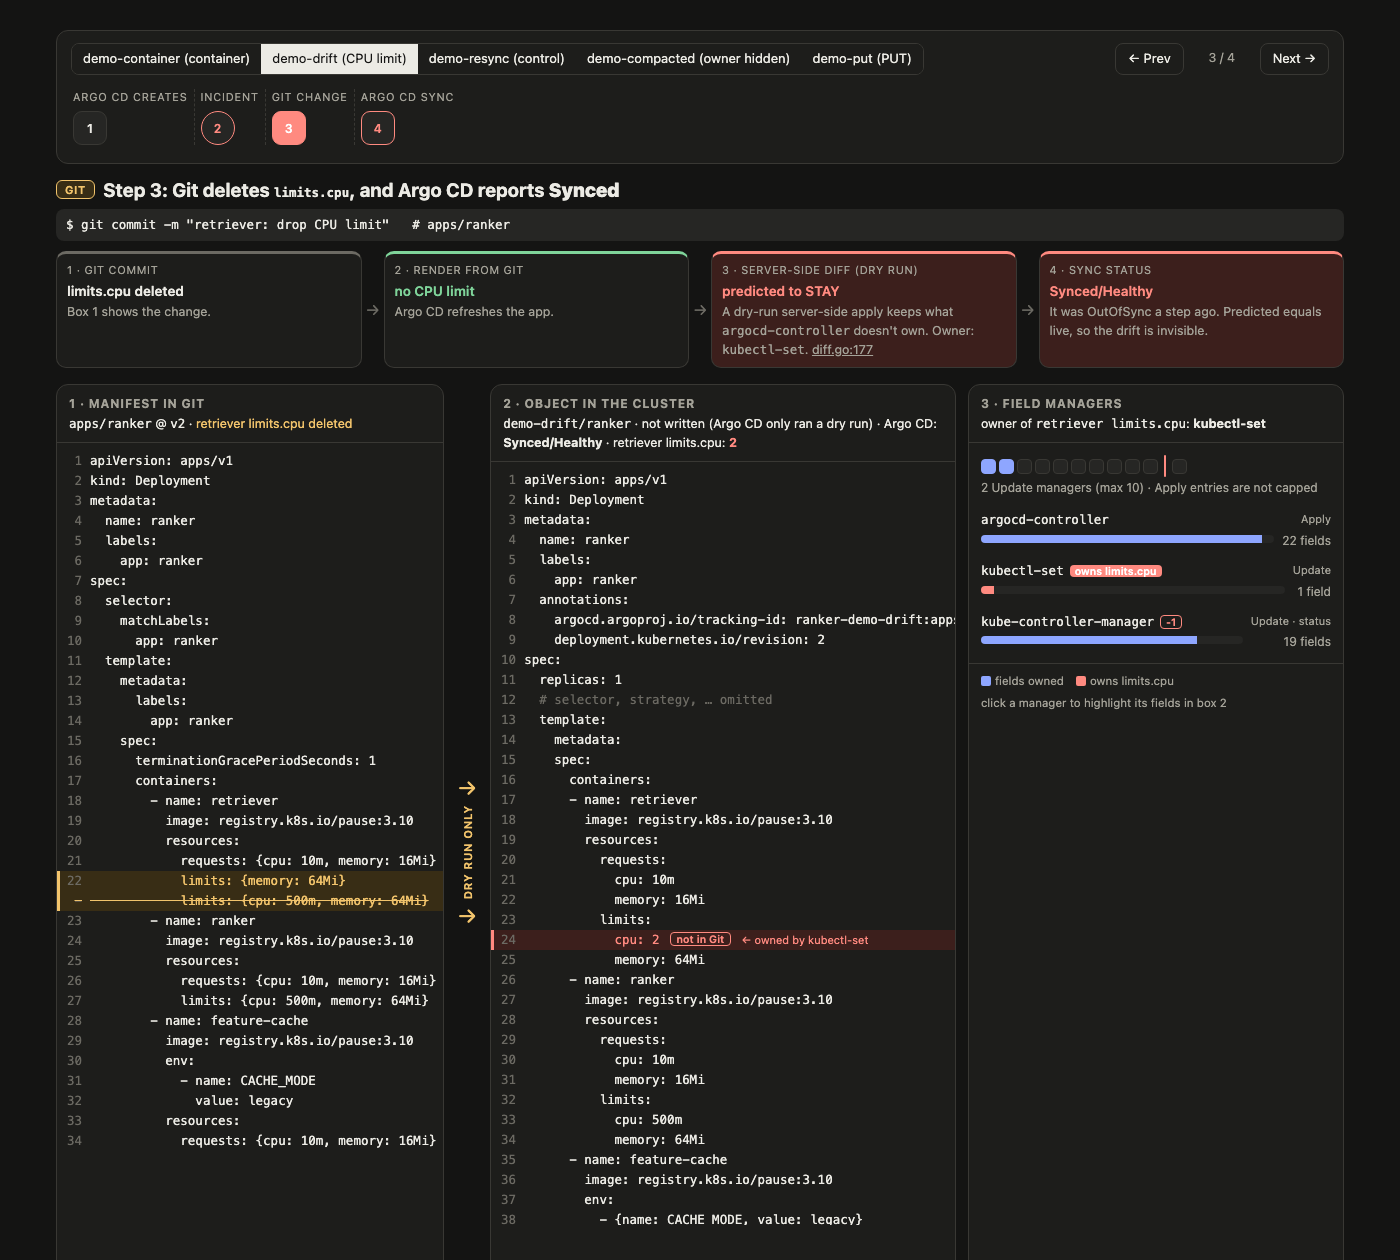 demo-container (container)
demo-drift (CPU limit)
demo-resync (control)
demo-compacted (owner hidden)
demo-put (PUT)
← Prev
3 / 4
Next →
ARGO CD CREATES
INCIDENT
GIT CHANGE
ARGO CD SYNC
1
2
3
4
GIT
Step 3: Git deletes limits.cpu, and Argo CD reports Synced
$ git commit -m "retriever: drop CPU limit"   # apps/ranker
1 · GIT COMMIT
limits.cpu deleted
Box 1 shows the change.
→
2 · RENDER FROM GIT
no CPU limit
Argo CD refreshes the app.
→
3 · SERVER-SIDE DIFF (DRY RUN)
predicted to STAY
A dry-run server-side apply keeps what
argocd-controller doesn't own. Owner:
kubectl-set. diff.go:177
→
4 · SYNC STATUS
Synced/Healthy
It was OutOfSync a step ago. Predicted equals
live, so the drift is invisible.
1 · MANIFEST IN GIT
apps/ranker @ v2 · retriever limits.cpu deleted
1 apiVersion: apps/v1
2 kind: Deployment
3 metadata:
4   name: ranker
5   labels:
6     app: ranker
7 spec:
8   selector:
9     matchLabels:
10       app: ranker
11   template:
12     metadata:
13       labels:
14         app: ranker
15     spec:
16       terminationGracePeriodSeconds: 1
17       containers:
18         - name: retriever
19           image: registry.k8s.io/pause:3.10
20           resources:
21             requests: {cpu: 10m, memory: 16Mi}
22             limits: {memory: 64Mi}
–             limits: {cpu: 500m, memory: 64Mi}
23         - name: ranker
24           image: registry.k8s.io/pause:3.10
25           resources:
26             requests: {cpu: 10m, memory: 16Mi}
27             limits: {cpu: 500m, memory: 64Mi}
28         - name: feature-cache
29           image: registry.k8s.io/pause:3.10
30           env:
31             - name: CACHE_MODE
32               value: legacy
33           resources:
34             requests: {cpu: 10m, memory: 16Mi}
→ DRY RUN ONLY →
2 · OBJECT IN THE CLUSTER
demo-drift/ranker · not written (Argo CD only ran a dry run) · Argo CD:
Synced/Healthy · retriever limits.cpu: 2
1 apiVersion: apps/v1
2 kind: Deployment
3 metadata:
4   name: ranker
5   labels:
6     app: ranker
7   annotations:
8     argocd.argoproj.io/tracking-id: ranker-demo-drift:apps
9     deployment.kubernetes.io/revision: 2
10 spec:
11   replicas: 1
12   # selector, strategy, … omitted
13   template:
14     metadata:
15     spec:
16       containers:
17       - name: retriever
18         image: registry.k8s.io/pause:3.10
19         resources:
20           requests:
21             cpu: 10m
22             memory: 16Mi
23           limits:
24             cpu: 2 not in Git ← owned by kubectl-set
25             memory: 64Mi
26       - name: ranker
27         image: registry.k8s.io/pause:3.10
28         resources:
29           requests:
30             cpu: 10m
31             memory: 16Mi
32           limits:
33             cpu: 500m
34             memory: 64Mi
35       - name: feature-cache
36         image: registry.k8s.io/pause:3.10
37         env:
38           - {name: CACHE_MODE, value: legacy}
3 · FIELD MANAGERS
owner of retriever limits.cpu: kubectl-set
2 Update managers (max 10) · Apply entries are not capped
argocd-controller Apply
22 fields
kubectl-set owns limits.cpu Update
1 field
kube-controller-manager -1 Update · status
19 fields
fields owned
owns limits.cpu
click a manager to highlight its fields in box 2